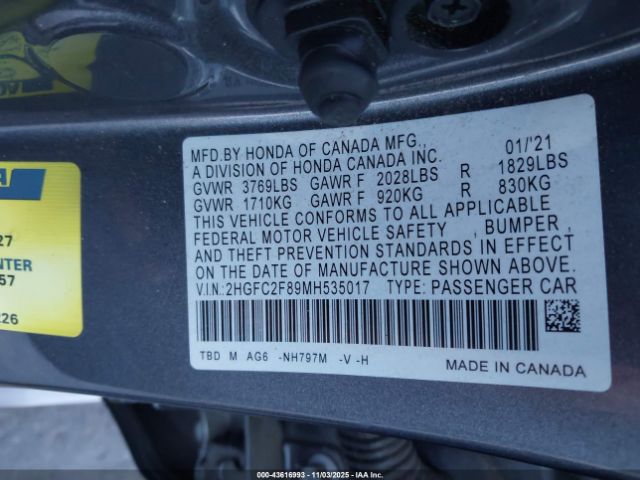 MFD.BY HONDA OF CANADA MFG., 01/'21
A DIVISION OF HONDA CANADA INC.
GVWR 3769LBS GAWR F 2028LBS R 1829LBS
GVWR 1710KG GAWR F 920KG R 830KG
THIS VEHICLE CONFORMS TO ALL APPLICABLE
FEDERAL MOTOR VEHICLE SAFETY , BUMPER ,
AND THEFT PREVENTION STANDARDS IN EFFECT
ON THE DATE OF MANUFACTURE SHOWN ABOVE.
V.I.N.:2HGFC2F89MH535017 TYPE: PASSENGER CAR
TBD M AG6 -NH797M -V -H
MADE IN CANADA
A
27
NTER
57
226
000-43616993 - 11/03/2025 - IAAI Inc.